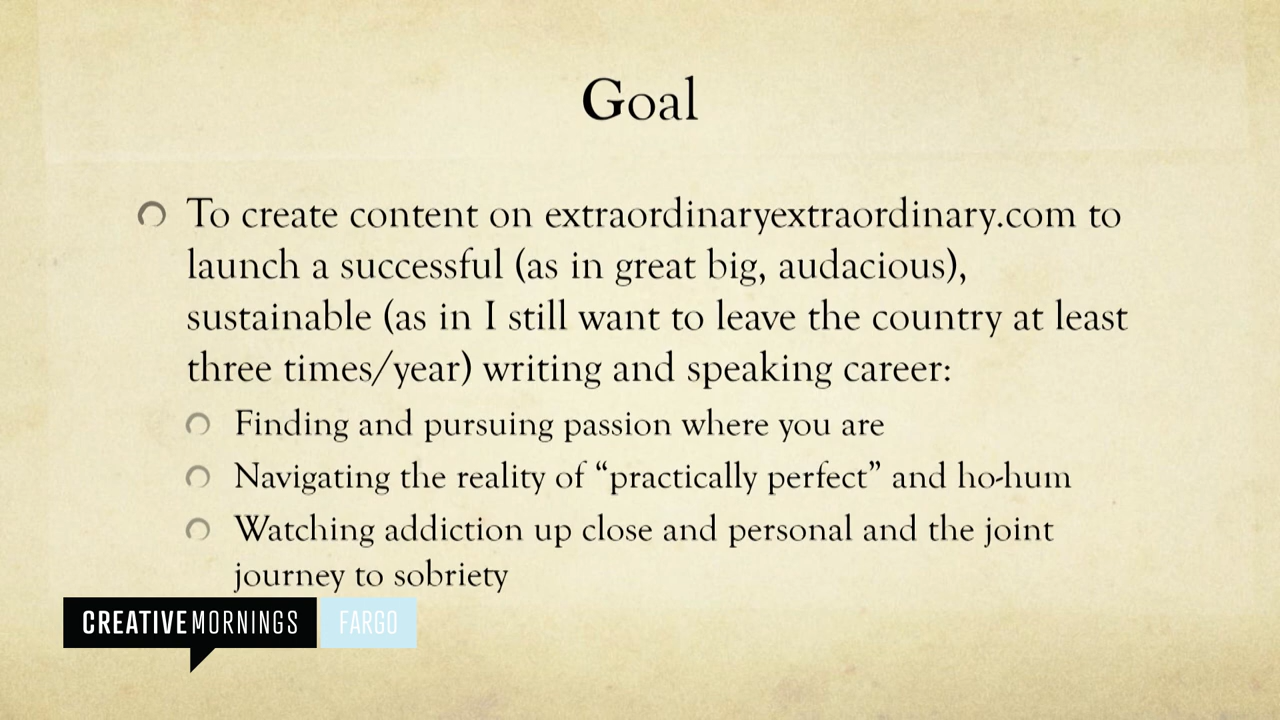 Goal
To create content on extraordinaryextraordinary.com to
launch a successful (as in great big, audacious),
sustainable (as in I still want to leave the country at least
three times/year) writing and speaking career:
Finding and pursuing passion where you are
Navigating the reality of “practically perfect” and ho-hum
Watching addiction up close and personal and the joint
journey to sobriety
CREATIVEMORNINGS FARGO